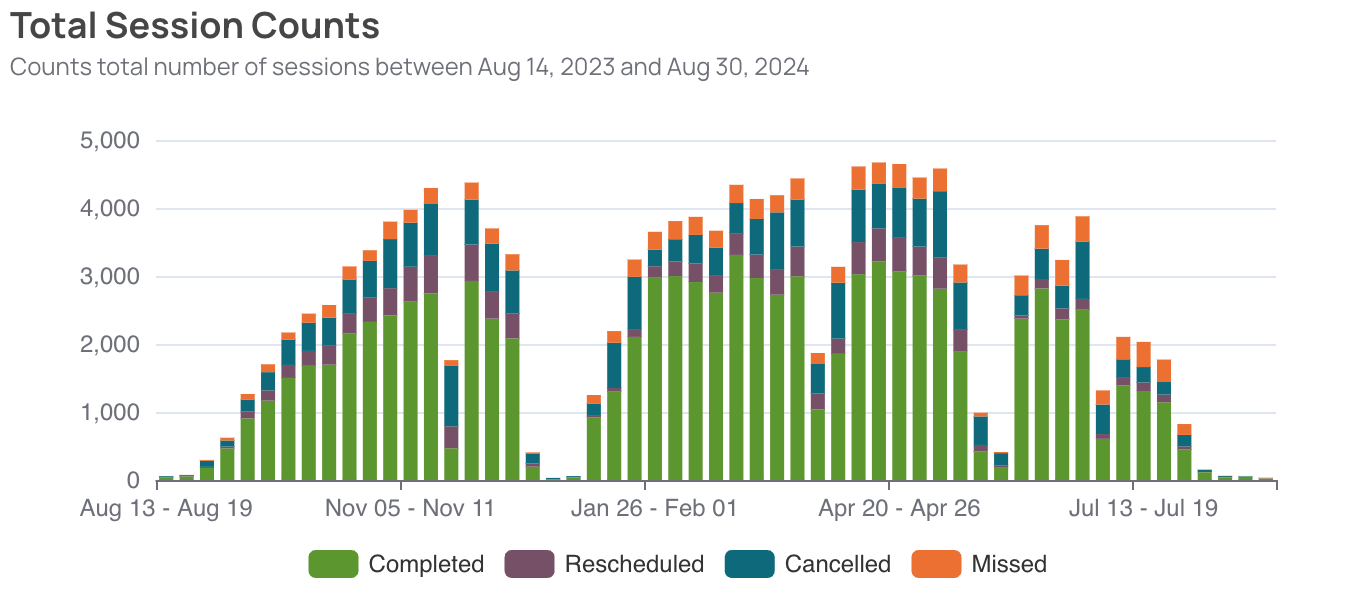 Total Session Counts
Counts total number of sessions between Aug 14, 2023 and Aug 30, 2024
5,000
4,000
3,000
2,000
1,000
0
Aug 13 - Aug 19 Nov 05 - Nov 11 Jan 26 - Feb 01 Apr 20 - Apr 26 Jul 13 - Jul 19
Completed Rescheduled Cancelled Missed